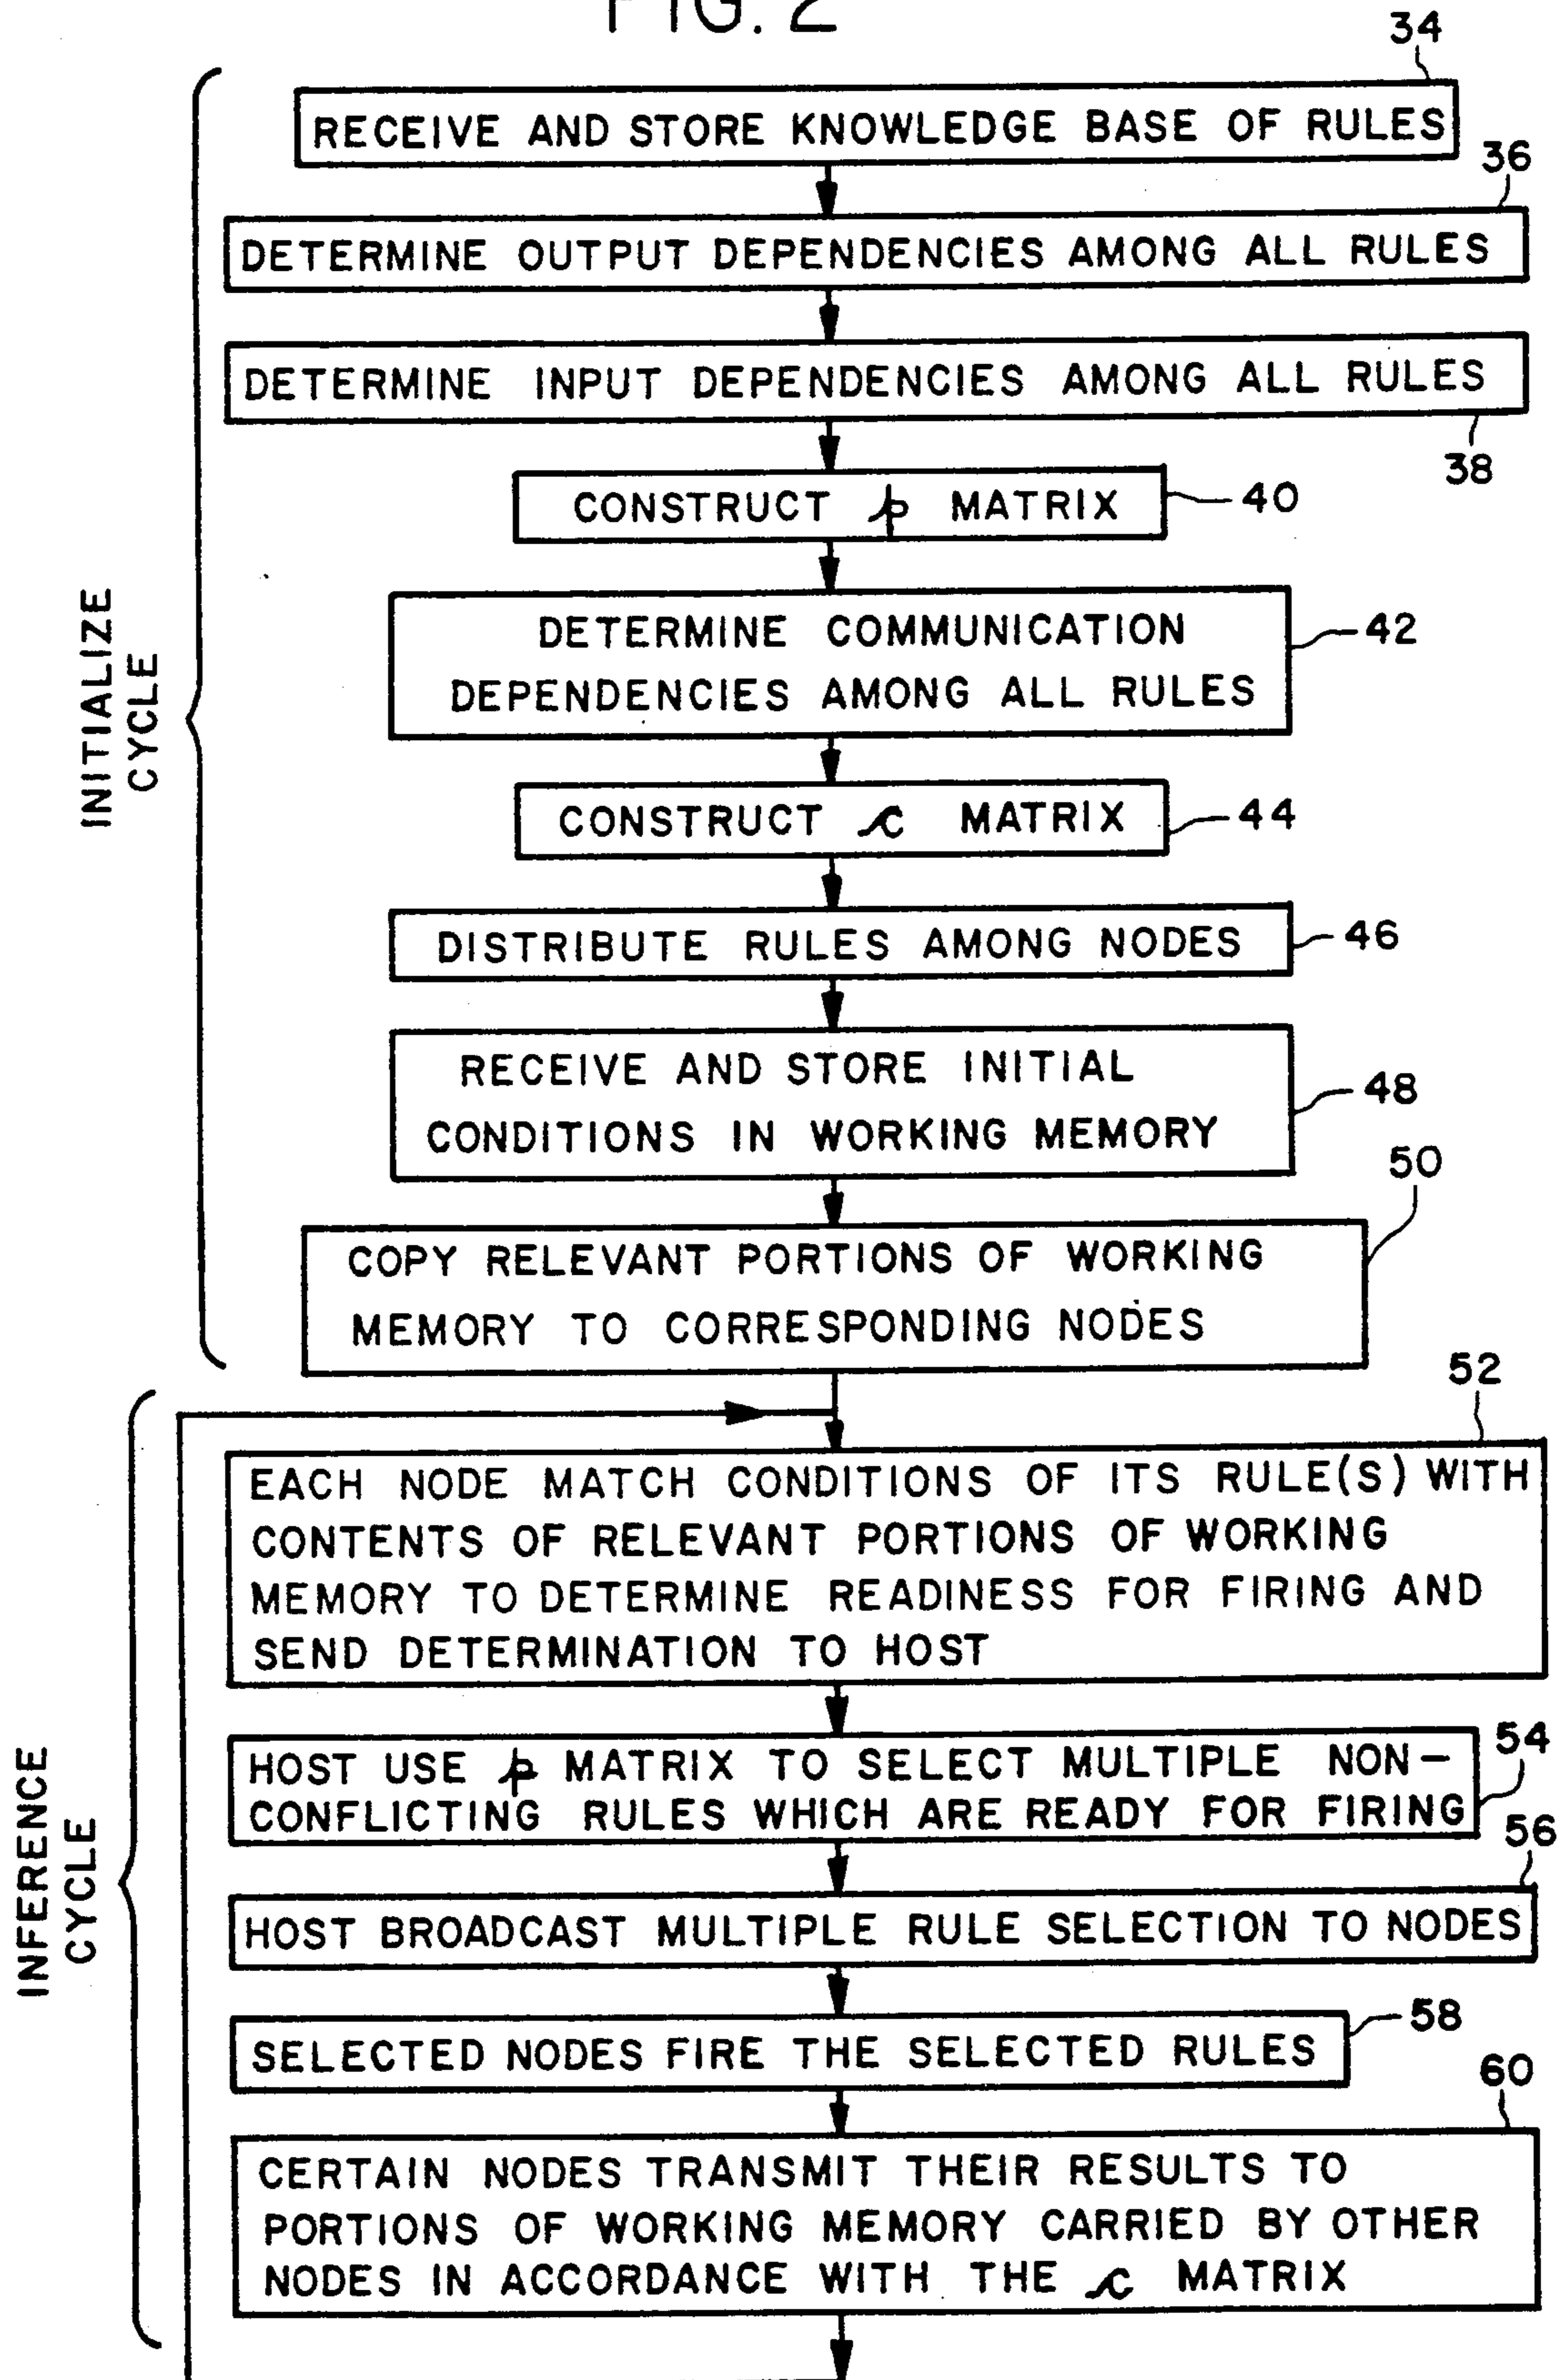 FIG. 2
34
RECEIVE AND STORE KNOWLEDGE BASE OF RULES
36
DETERMINE OUTPUT DEPENDENCIES AMONG ALL RULES
DETERMINE INPUT DEPENDENCIES AMONG ALL RULES
38
CONSTRUCT p MATRIX
40
DETERMINE COMMUNICATION
DEPENDENCIES AMONG ALL RULES
42
CONSTRUCT c MATRIX
44
DISTRIBUTE RULES AMONG NODES
46
RECEIVE AND STORE INITIAL
CONDITIONS IN WORKING MEMORY
48
50
COPY RELEVANT PORTIONS OF WORKING
MEMORY TO CORRESPONDING NODES
INITIALIZE
CYCLE
52
EACH NODE MATCH CONDITIONS OF ITS RULE(S) WITH
CONTENTS OF RELEVANT PORTIONS OF WORKING
MEMORY TO DETERMINE READINESS FOR FIRING AND
SEND DETERMINATION TO HOST
54
HOST USE p MATRIX TO SELECT MULTIPLE NON-
CONFLICTING RULES WHICH ARE READY FOR FIRING
56
HOST BROADCAST MULTIPLE RULE SELECTION TO NODES
58
SELECTED NODES FIRE THE SELECTED RULES
60
CERTAIN NODES TRANSMIT THEIR RESULTS TO
PORTIONS OF WORKING MEMORY CARRIED BY OTHER
NODES IN ACCORDANCE WITH THE c MATRIX
INFERENCE
CYCLE